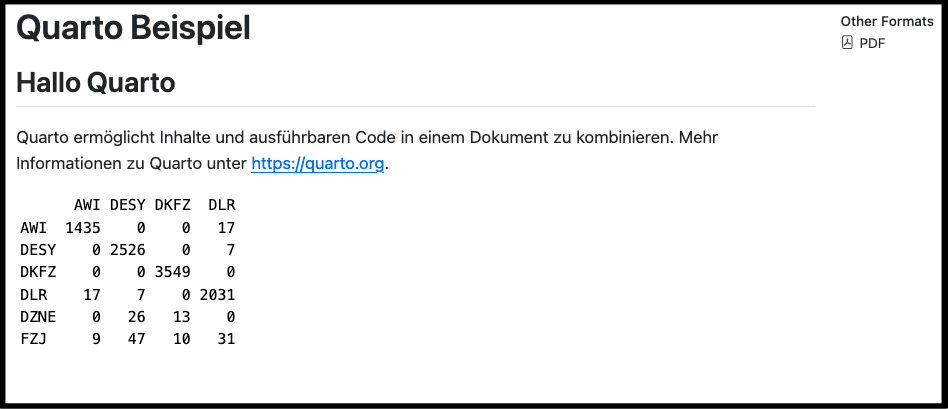 Quarto Beispiel
Other Formats
PDF
Hallo Quarto
Quarto ermöglicht Inhalte und ausführbaren Code in einem Dokument zu kombinieren. Mehr
Informationen zu Quarto unter https://quarto.org.
AWI DESY DKFZ DLR
AWI 1435 0 0 17
DESY 0 2526 0 7
DKFZ 0 0 3549 0
DLR 17 7 0 2031
DZNE 0 26 13 0
FZJ 9 47 10 31